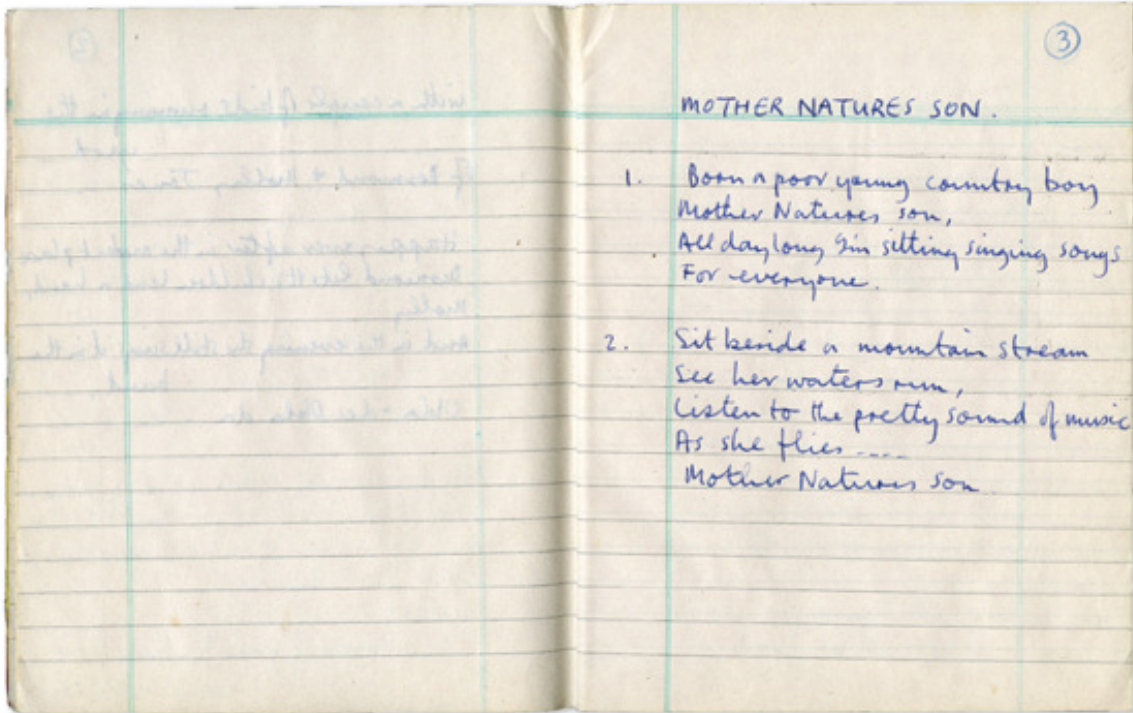 3
MOTHER NATURES SON.
1. Born a poor young country boy
Mother Natures son,
All day long I'm sitting singing songs
For everyone.
2. Sit beside a mountain stream
See her waters run,
Listen to the pretty sound of music
As she flies ....
Mother Natures son